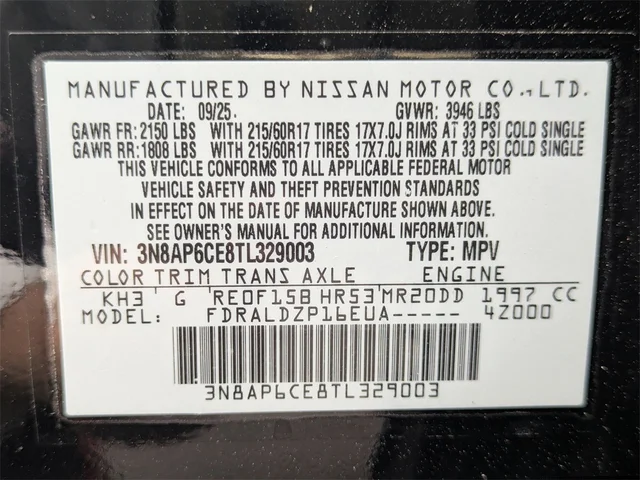 MANUFACTURED BY NISSAN MOTOR CO., LTD.
DATE: 09/25. GVWR: 3946 LBS
GAWR FR: 2150 LBS WITH 215/60R17 TIRES 17X7.0J RIMS AT 33 PSI COLD SINGLE
GAWR RR: 1808 LBS WITH 215/60R17 TIRES 17X7.0J RIMS AT 33 PSI COLD SINGLE
THIS VEHICLE CONFORMS TO ALL APPLICABLE FEDERAL MOTOR
VEHICLE SAFETY AND THEFT PREVENTION STANDARDS
IN EFFECT ON THE DATE OF MANUFACTURE SHOWN ABOVE.
SEE OWNER'S MANUAL FOR ADDITIONAL INFORMATION.
VIN: 3N8AP6CE8TL329003 TYPE: MPV
COLOR TRIM TRANS AXLE ENGINE
KH3 G RE0F15B HR53 MR20DD 1997 CC
MODEL: FDRALDZP16EUA----- 4Z000
3N8AP6CE8TL329003